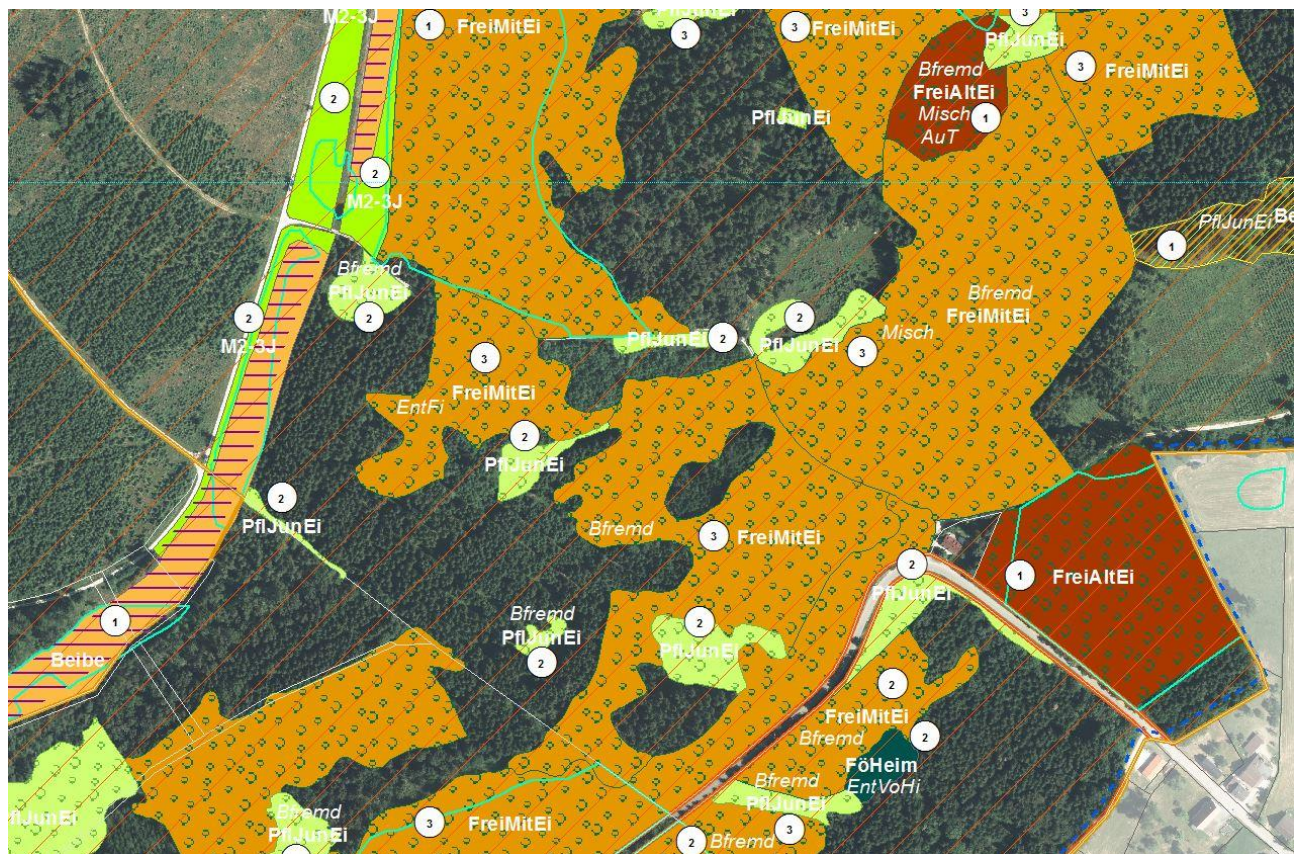 M2-3J
1
FreiMitEi
3
3
FreiMitEi
3
PflJunEi
3
FreiMitEi
2
Bfremd
FreiAltEi
Misch
AuT
1
PflJunEi
2
M2-3J
PflJunEi
1
Bfremd
PflJunEi
2
2
M2-3J
Bfremd
FreiMitEi
PflJunEi
2
2
PflJunEi
Misch
3
3
FreiMitEi
EntFi
2
PflJunEi
2
PflJunEi
Bfremd
3
FreiMitEi
2
PflJunEi
1
FreiAltEi
1
Beibe
Bfremd
PflJunEi
2
2
PflJunEi
2
FreiMitEi
Bfremd
2
FöHeim
EntVoHi
Bfremd
PflJunEi
3
Bfremd
PflJunEi
3
FreiMitEi
2
Bfremd